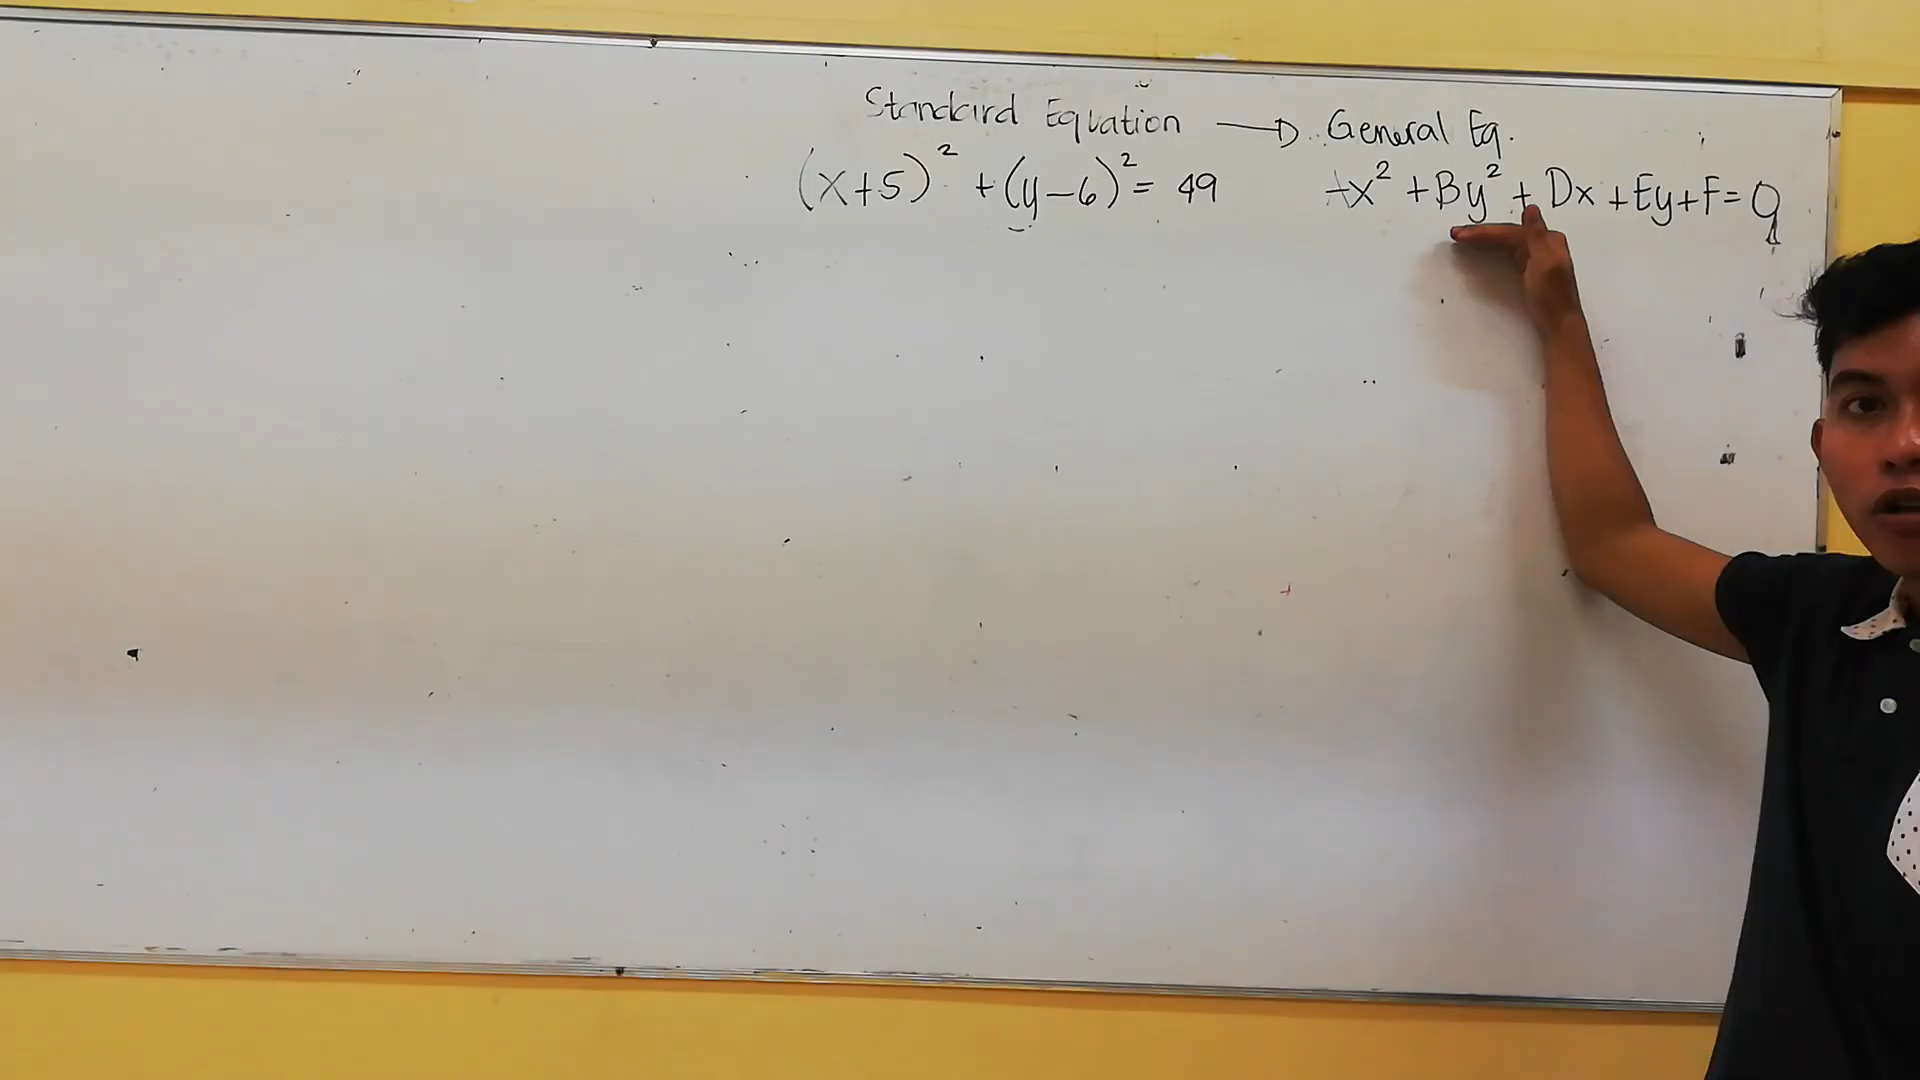 Standard Equation → General Eq.
(x+5)² + (y-6)² = 49    Ax² + By² + Dx + Ey + F = 0